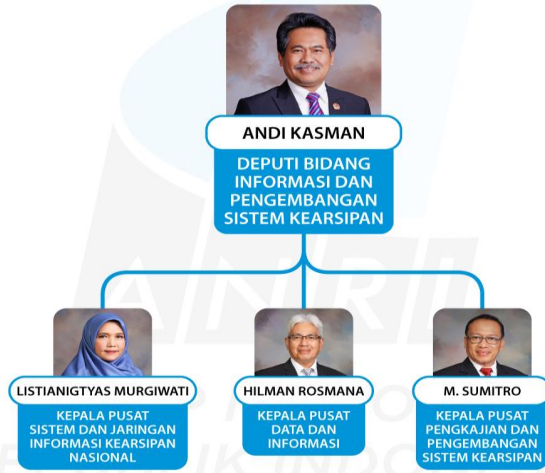 ANDI KASMAN
DEPUTI BIDANG
INFORMASI DAN
PENGEMBANGAN
SISTEM KEARSIPAN
ANRI
LISTIANIGTYAS MURGIWATI
KEPALA PUSAT
SISTEM DAN JARINGAN
INFORMASI KEARSIPAN
NASIONAL
HILMAN ROSMANA
KEPALA PUSAT
DATA DAN
INFORMASI
M. SUMITRO
KEPALA PUSAT
PENGKAJIAN DAN
PENGEMBANGAN
SISTEM KEARSIPAN